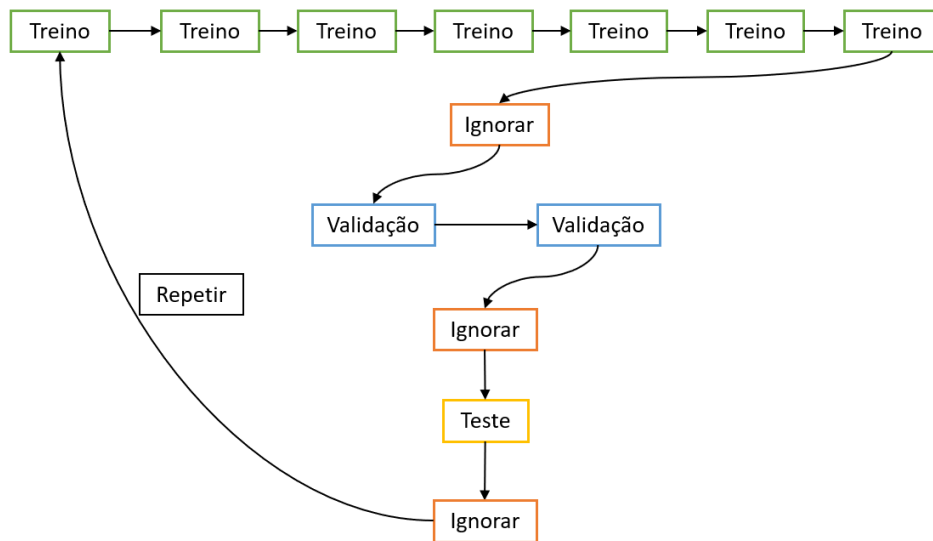 Treino Treino Treino Treino Treino Treino Treino
Ignorar
Validação Validação
Repetir
Ignorar
Teste
Ignorar